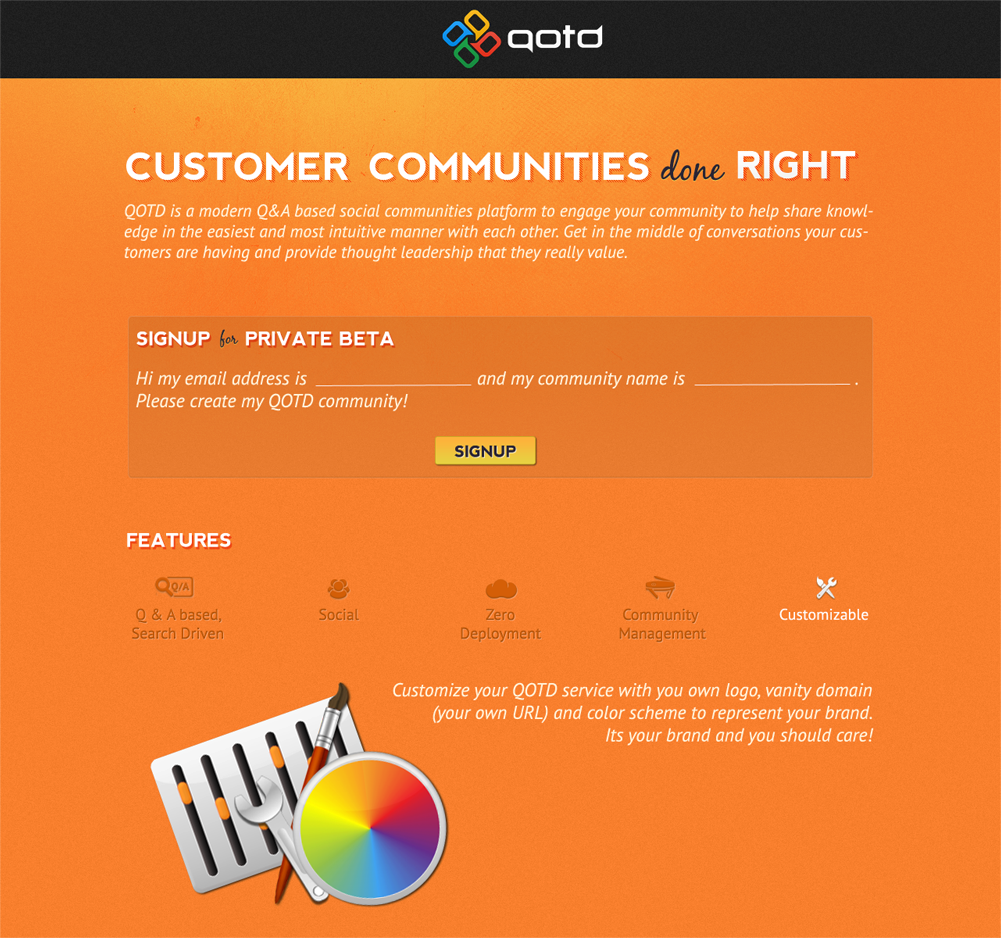 qotd
CUSTOMER COMMUNITIES done RIGHT
QOTD is a modern Q&A based social communities platform to engage your community to help share knowl-
edge in the easiest and most intuitive manner with each other. Get in the middle of conversations your cus-
tomers are having and provide thought leadership that they really value.
SIGNUP for PRIVATE BETA
Hi my email address is ________________ and my community name is ________________ .
Please create my QOTD community!
SIGNUP
FEATURES
Q/A
Q & A based,
Search Driven
Social
Zero
Deployment
Community
Management
Customizable
Customize your QOTD service with you own logo, vanity domain
(your own URL) and color scheme to represent your brand.
Its your brand and you should care!